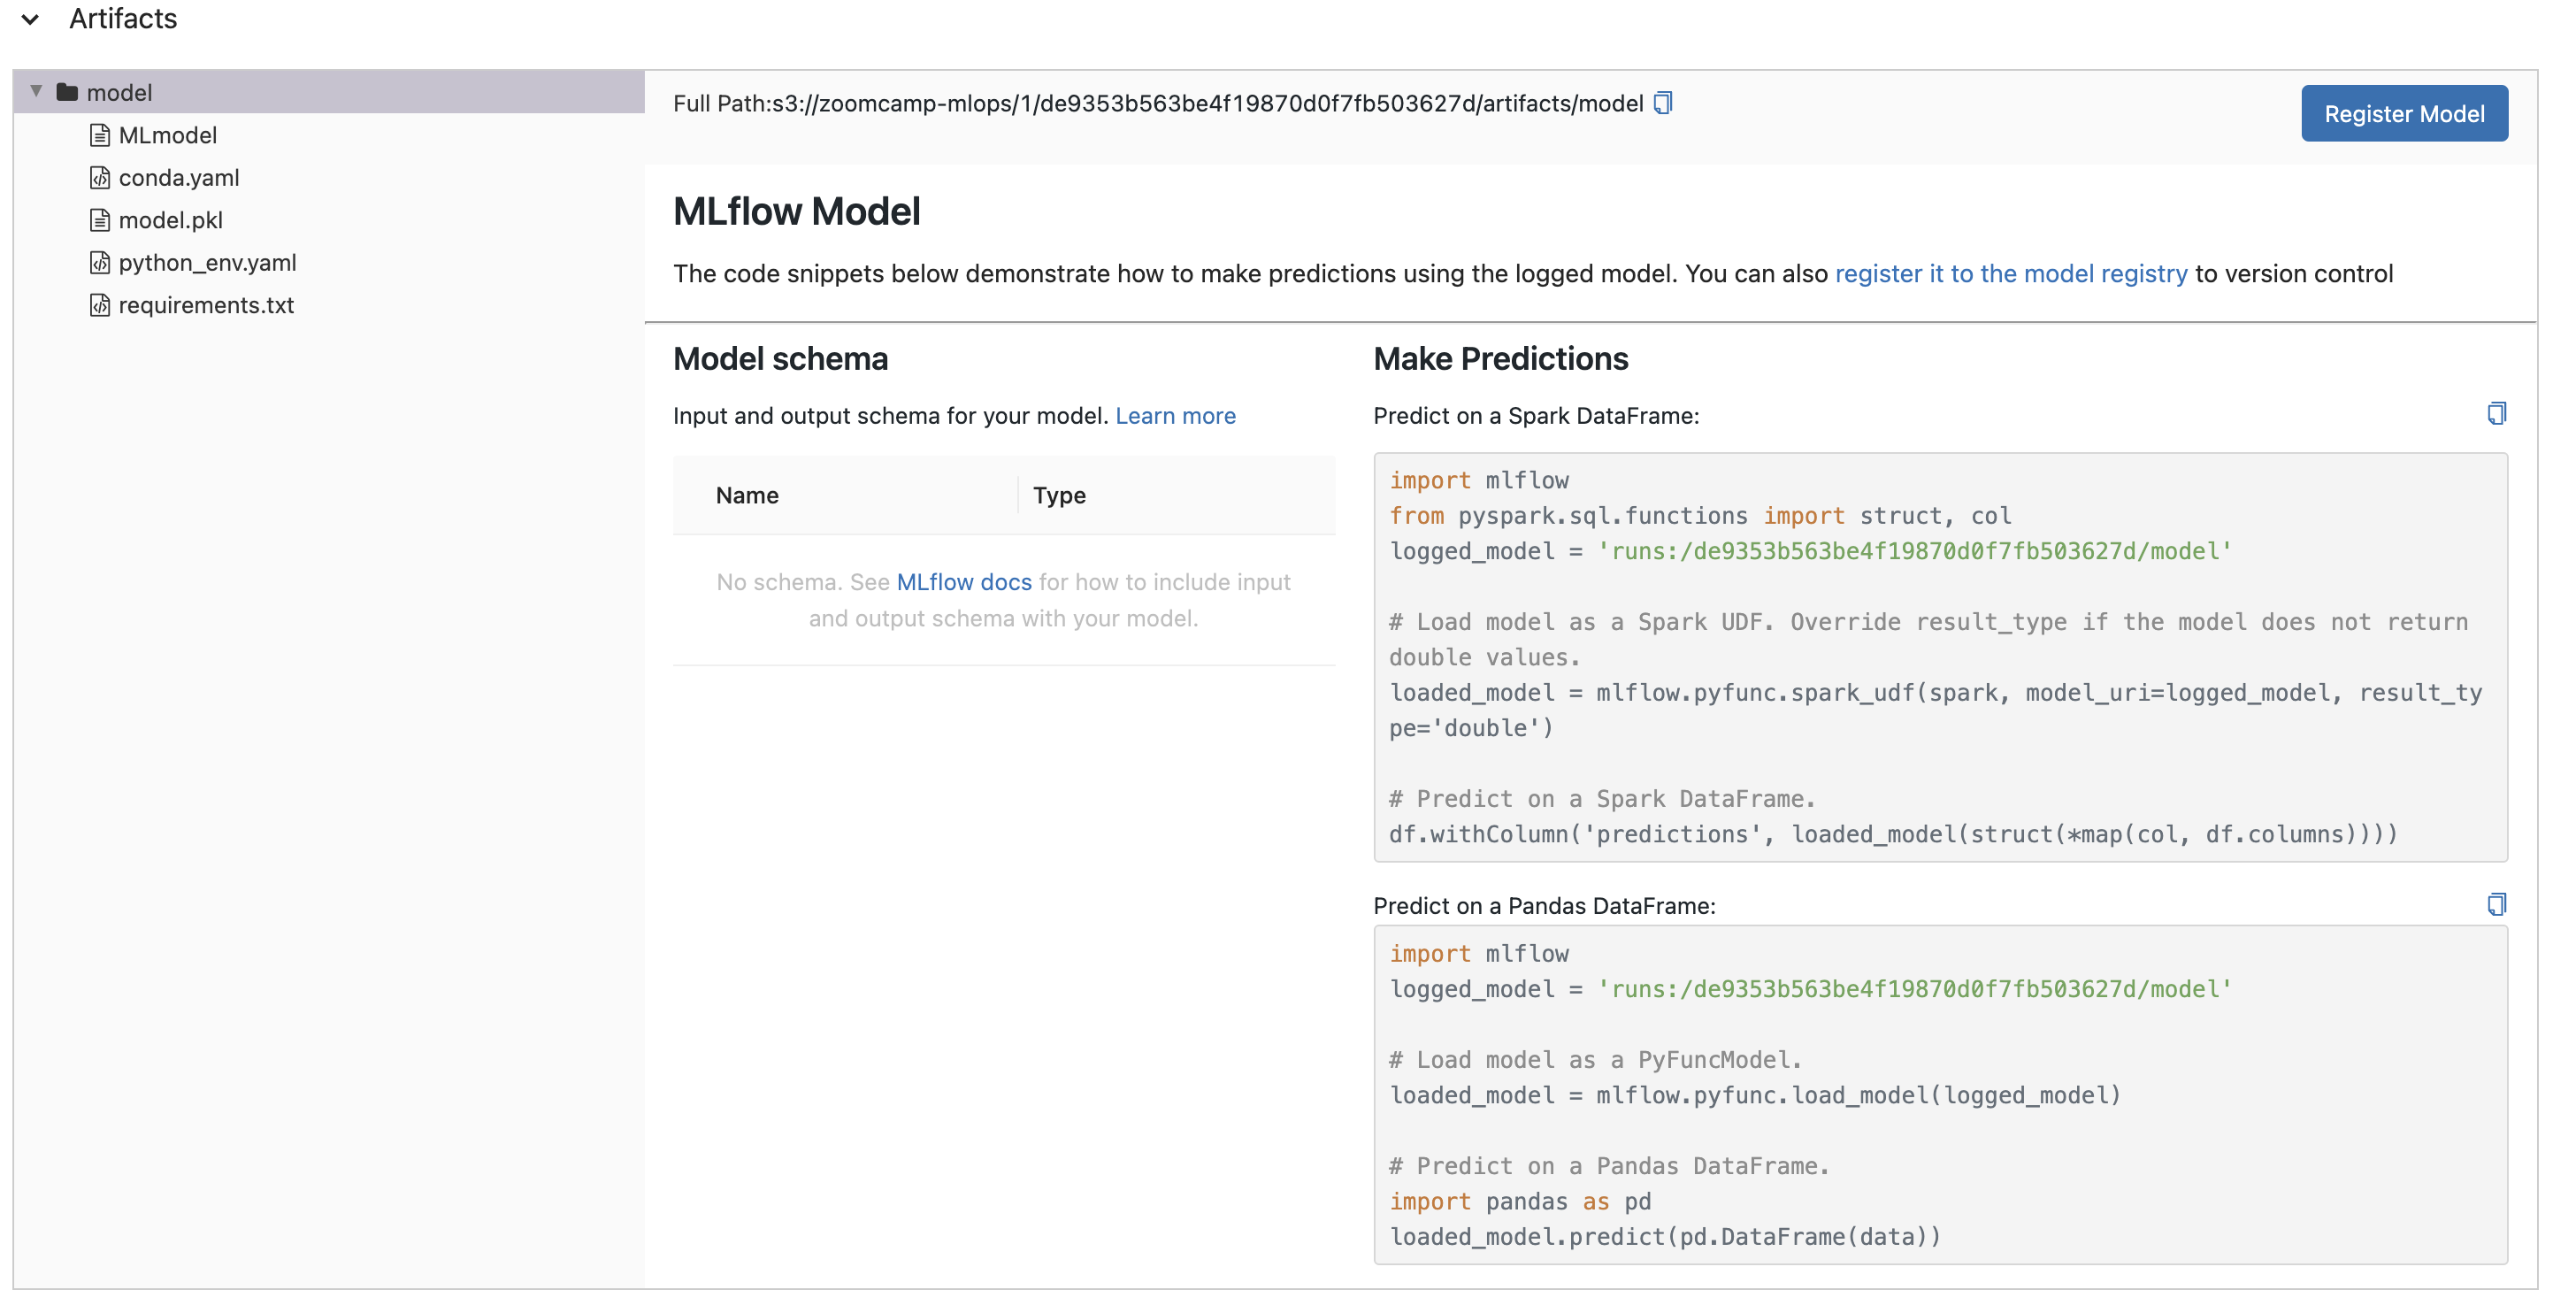 Artifacts
model
MLmodel
conda.yaml
model.pkl
python_env.yaml
requirements.txt
Full Path:s3://zoomcamp-mlops/1/de9353b563be4f19870d0f7fb503627d/artifacts/model
Register Model
MLflow Model
The code snippets below demonstrate how to make predictions using the logged model. You can also register it to the model registry to version control
Model schema
Input and output schema for your model. Learn more
Name Type
No schema. See MLflow docs for how to include input
and output schema with your model.
Make Predictions
Predict on a Spark DataFrame:
import mlflow
from pyspark.sql.functions import struct, col
logged_model = 'runs:/de9353b563be4f19870d0f7fb503627d/model'
# Load model as a Spark UDF. Override result_type if the model does not return
double values.
loaded_model = mlflow.pyfunc.spark_udf(spark, model_uri=logged_model, result_ty
pe='double')
# Predict on a Spark DataFrame.
df.withColumn('predictions', loaded_model(struct(*map(col, df.columns))))
Predict on a Pandas DataFrame:
import mlflow
logged_model = 'runs:/de9353b563be4f19870d0f7fb503627d/model'
# Load model as a PyFuncModel.
loaded_model = mlflow.pyfunc.load_model(logged_model)
# Predict on a Pandas DataFrame.
import pandas as pd
loaded_model.predict(pd.DataFrame(data))